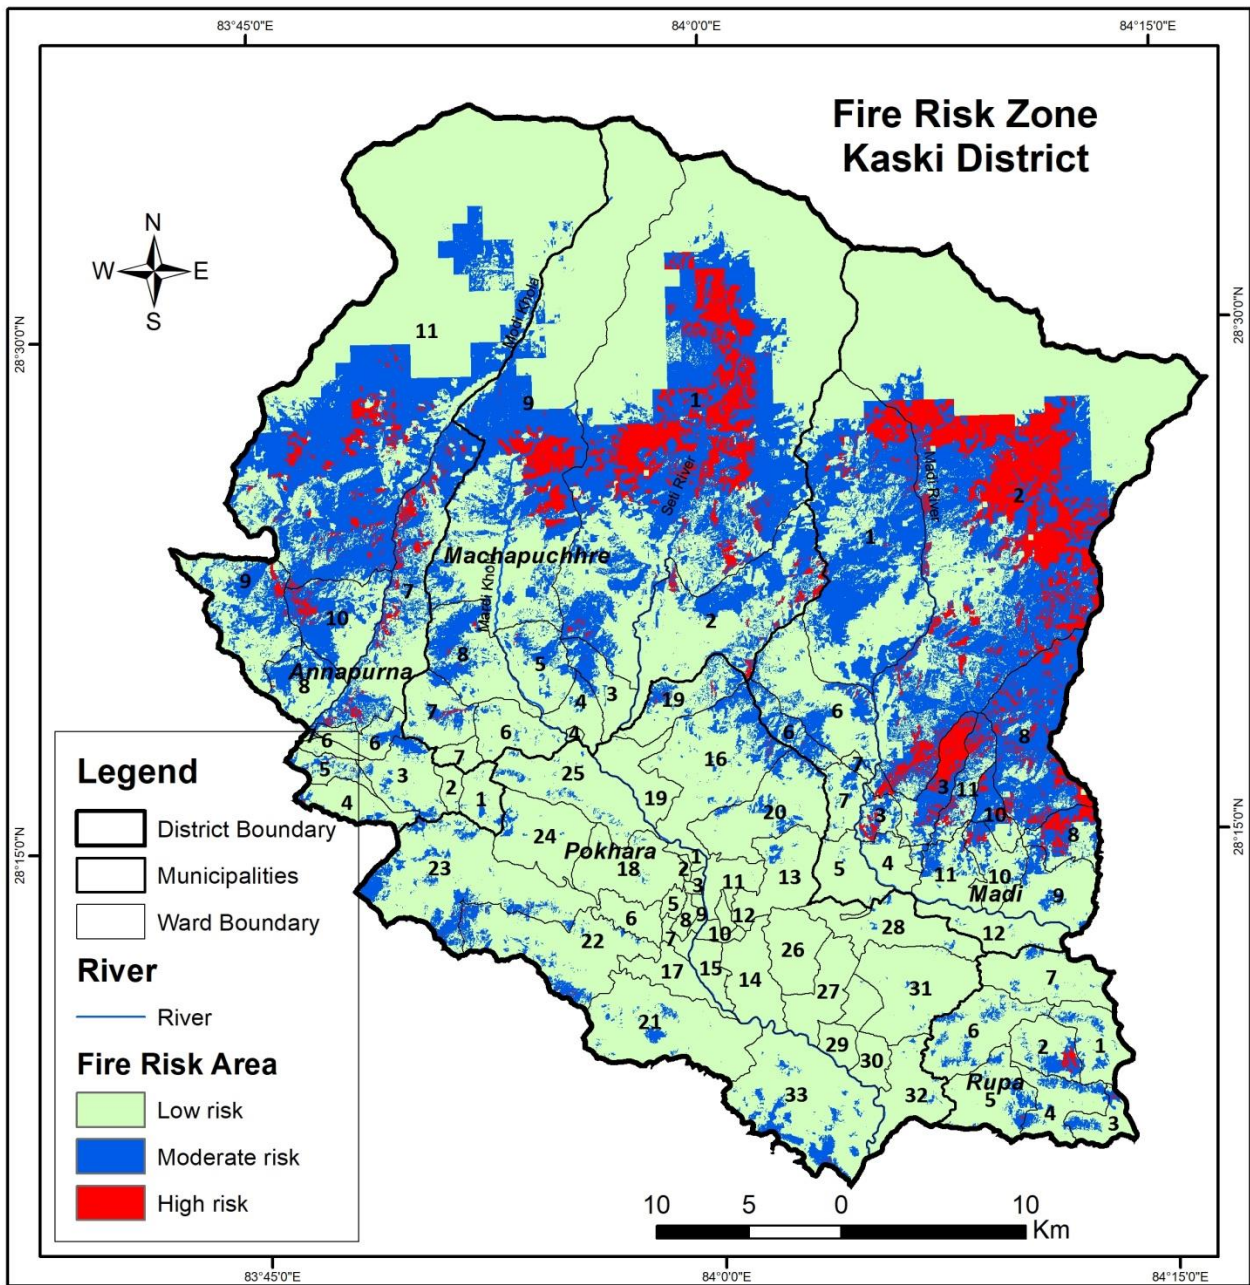 83°45'0"E
84°0'0"E
84°15'0"E
Fire Risk Zone
Kaski District
N
W
E
S
28°30'0"N
28°30'0"N
11
Modi Khola
9
1
Seti River
Madi River
2
1
Machapuchhre
Mardi Khol
9
10
7
2
8
5
Annapurna
8
4
3
19
7
6
6
7
6
6
4
6
8
5
3
7
25
16
7
4
2
1
19
20
7
3
3
11
10
8
24
Pokhara
1
23
18
2
3
11
13
5
4
11
10
Madi
9
5
8
9
12
6
10
28
12
22
7
26
17
15
14
27
31
7
21
29
30
6
2
1
Rupa
33
32
5
4
3
Legend
District Boundary
Municipalities
Ward Boundary
River
River
Fire Risk Area
Low risk
Moderate risk
High risk
28°15'0"N
28°15'0"N
10
5
0
10
Km
83°45'0"E
84°0'0"E
84°15'0"E